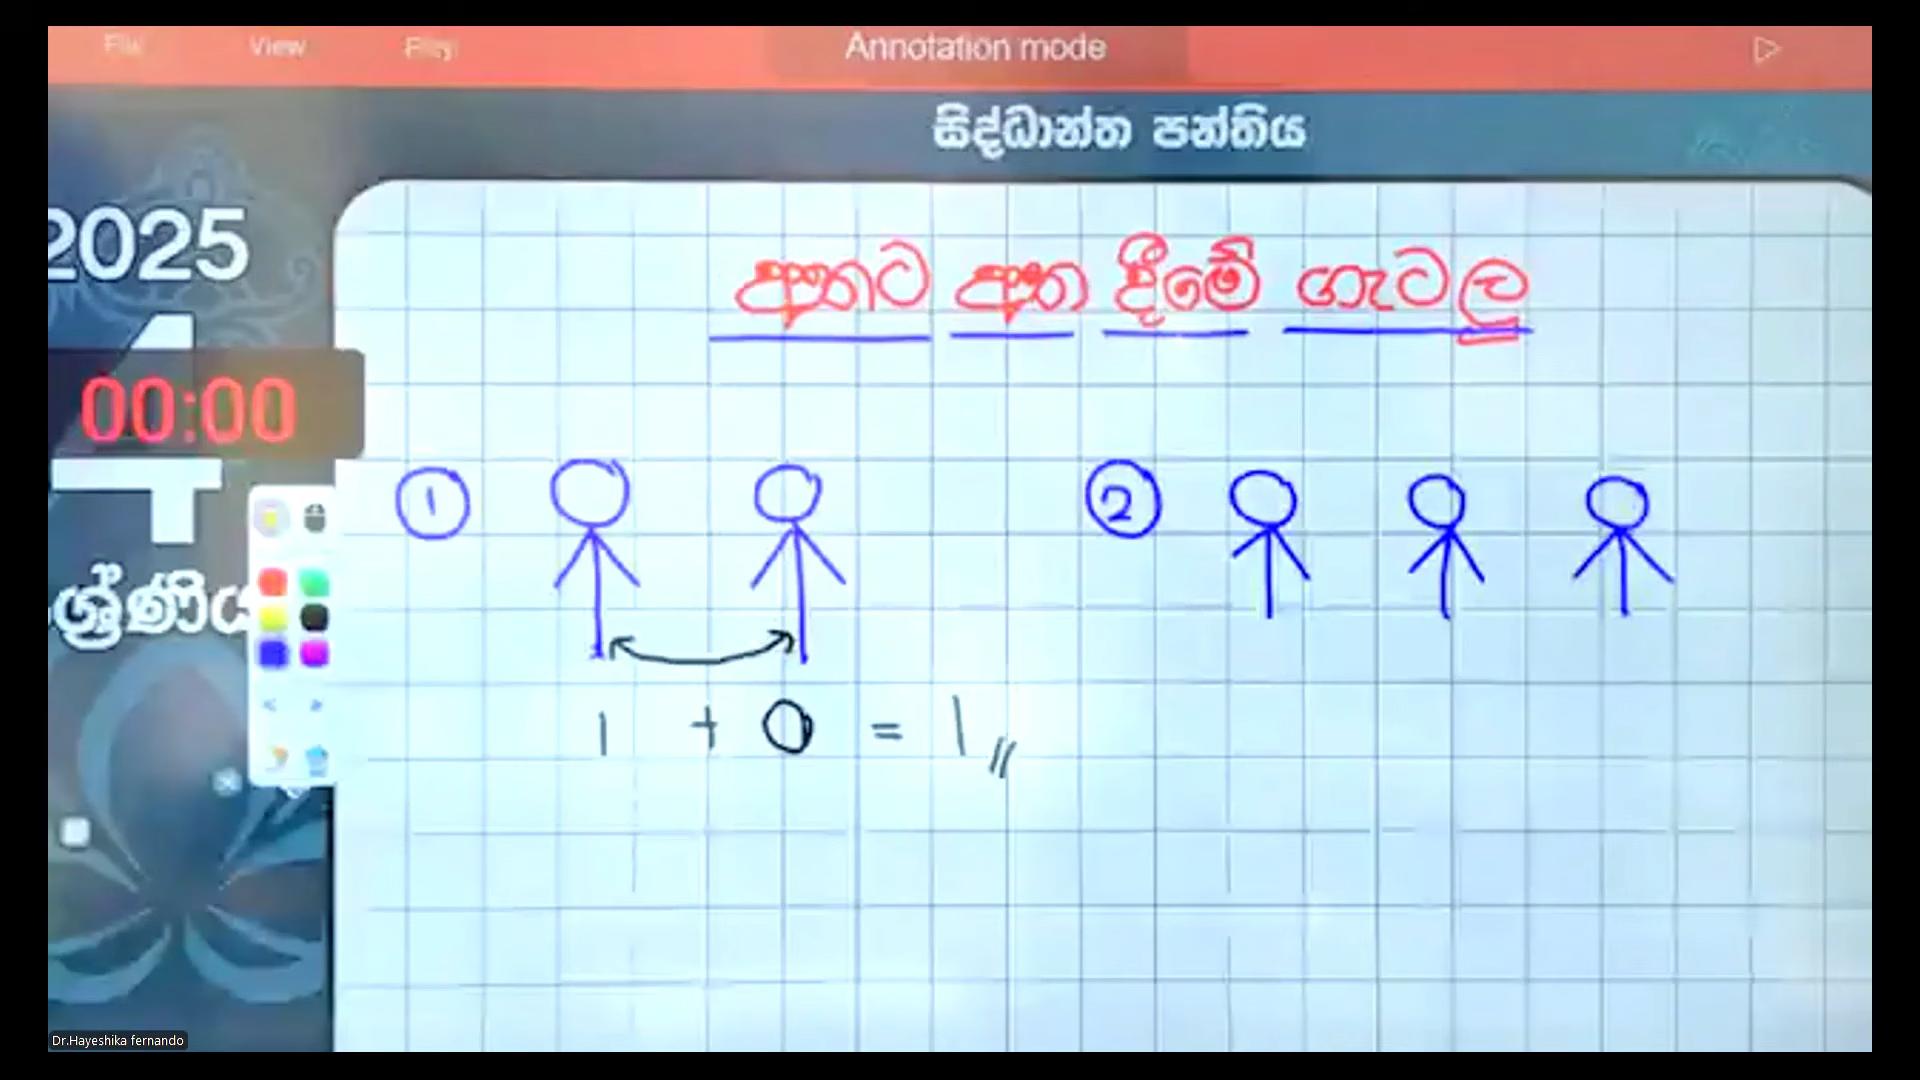 File View Play Annotation mode
සිද්ධාන්ත පන්තිය
2025
4
ශ්‍රේණිය
00:00
අතට අත දීමේ ගැටලු
1 2
1 + 0 = 1
Dr.Hayeshika fernando